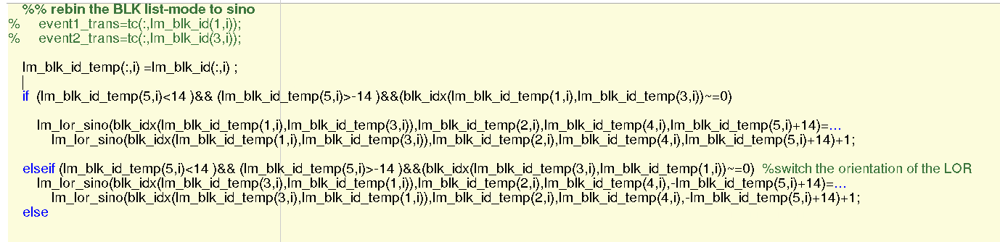 %% rebin the BLK list-mode to sino
%     event1_trans=tc(:,lm_blk_id(1,i));
%     event2_trans=tc(:,lm_blk_id(3,i));
lm_blk_id_temp(:,i) =lm_blk_id(:,i) ;
if  (lm_blk_id_temp(5,i)<14 )&& (lm_blk_id_temp(5,i)>-14 )&&(blk_idx(lm_blk_id_temp(1,i),lm_blk_id_temp(3,i))~=0)
lm_lor_sino(blk_idx(lm_blk_id_temp(1,i),lm_blk_id_temp(3,i)),lm_blk_id_temp(2,i),lm_blk_id_temp(4,i),lm_blk_id_temp(5,i)+14)=...
lm_lor_sino(blk_idx(lm_blk_id_temp(1,i),lm_blk_id_temp(3,i)),lm_blk_id_temp(2,i),lm_blk_id_temp(4,i),lm_blk_id_temp(5,i)+14)+1;
elseif (lm_blk_id_temp(5,i)<14 )&& (lm_blk_id_temp(5,i)>-14 )&&(blk_idx(lm_blk_id_temp(3,i),lm_blk_id_temp(1,i))~=0)  %switch the orientation of the LOR
lm_lor_sino(blk_idx(lm_blk_id_temp(3,i),lm_blk_id_temp(1,i)),lm_blk_id_temp(2,i),lm_blk_id_temp(4,i),-lm_blk_id_temp(5,i)+14)=...
lm_lor_sino(blk_idx(lm_blk_id_temp(3,i),lm_blk_id_temp(1,i)),lm_blk_id_temp(2,i),lm_blk_id_temp(4,i),-lm_blk_id_temp(5,i)+14)+1;
else